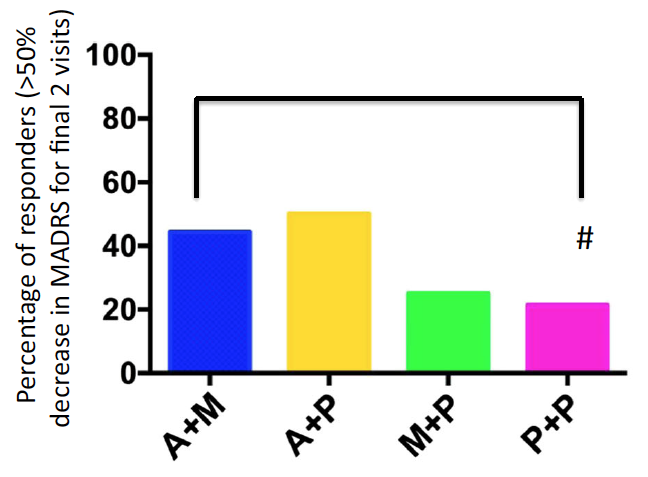 Percentage of responders (>50%
decrease in MADRS for final 2 visits)
100
80
60
40
20
0
#
A+M
A+P
M+P
P+P